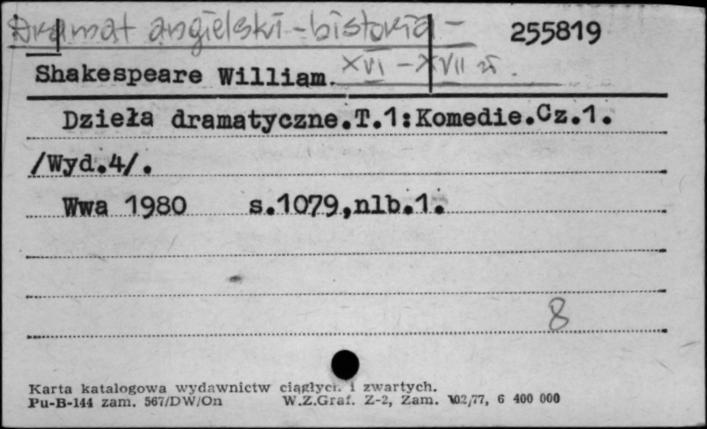 Dramat angielski - historia - 255819
XVI - XVII w.
Shakespeare William.
Dzieła dramatyczne.T.1:Komedie.Cz.1.
/Wyd.4/.
Wwa 1980 s.1079,nlb.1.
8
Karta katalogowa wydawnictw ciągłych i zwartych.
Pu-B-144 zam. 567/DW/On W.Z.Graf. Z-2, Zam. 102/77, 6 400 000